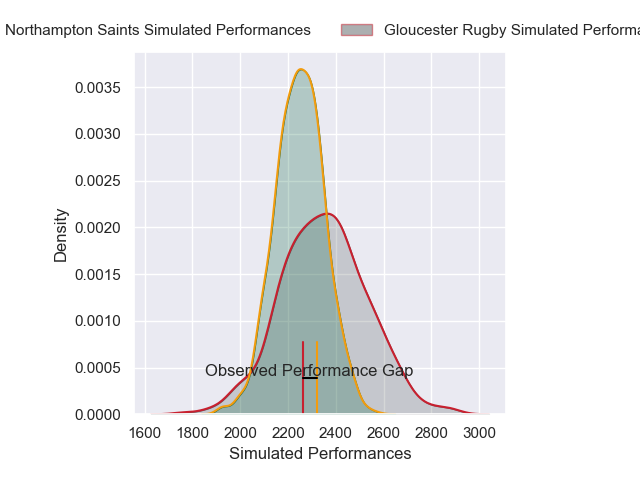 Northampton Saints Simulated Performances
Gloucester Rugby Simulated Performa
0.0035
0.0030
0.0025
0.0020
0.0015
0.0010
0.0005
0.0000
Density
Observed Performance Gap
1600 1800 2000 2200 2400 2600 2800 3000
Simulated Performances